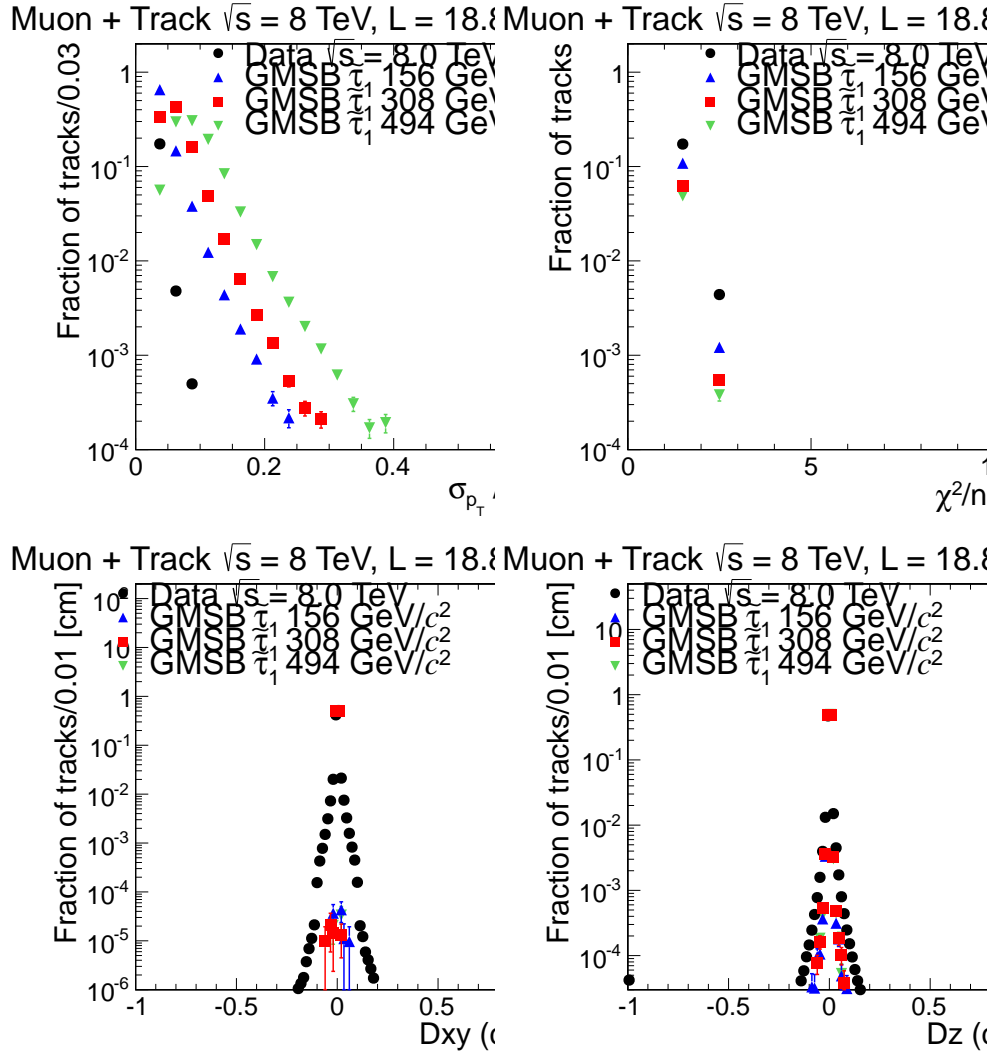 Muon + Track √s = 8 TeV, L = 18.8
Fraction of tracks/0.03
Data √s = 8.0 TeV
GMSB τ̃₁ 156 GeV
GMSB τ̃₁ 308 GeV
GMSB τ̃₁ 494 GeV
1
10⁻¹
10⁻²
10⁻³
10⁻⁴
0 0.2 0.4
σ_pT /
Muon + Track √s = 8 TeV, L = 18.8
Fraction of tracks
Data √s = 8.0 TeV
GMSB τ̃₁ 156 GeV
GMSB τ̃₁ 308 GeV
GMSB τ̃₁ 494 GeV
1
10⁻¹
10⁻²
10⁻³
10⁻⁴
0 5 1
χ²/n
Muon + Track √s = 8 TeV, L = 18.8
Fraction of tracks/0.01 [cm]
Data √s = 8.0 TeV
GMSB τ̃₁ 156 GeV/c²
GMSB τ̃₁ 308 GeV/c²
GMSB τ̃₁ 494 GeV/c²
1
10⁻¹
10⁻²
10⁻³
10⁻⁴
10⁻⁵
10⁻⁶
-1 -0.5 0 0.5
Dxy (c
Muon + Track √s = 8 TeV, L = 18.8
Fraction of tracks/0.01 [cm]
Data √s = 8.0 TeV
GMSB τ̃₁ 156 GeV/c²
GMSB τ̃₁ 308 GeV/c²
GMSB τ̃₁ 494 GeV/c²
10
1
10⁻¹
10⁻²
10⁻³
10⁻⁴
-1 -0.5 0 0.5
Dz (c